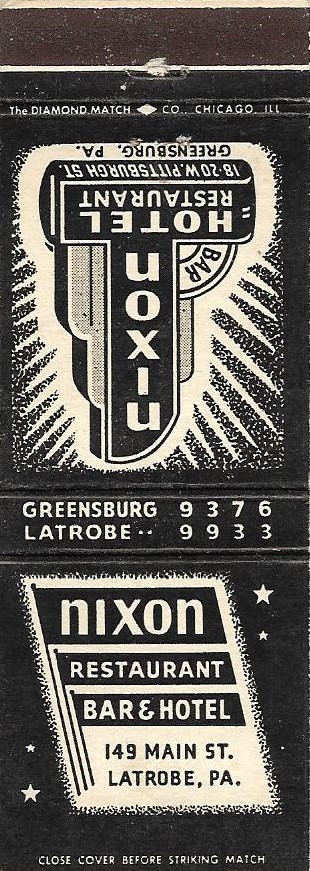 The DIAMOND MATCH CO. CHICAGO, ILL
nixon
BAR
HOTEL
RESTAURANT
18-20 W. PITTSBURGH ST.
GREENSBURG, PA.
GREENSBURG 9376
LATROBE·· 9933
nixon
RESTAURANT
BAR & HOTEL
149 MAIN ST.
LATROBE, PA.
CLOSE COVER BEFORE STRIKING MATCH